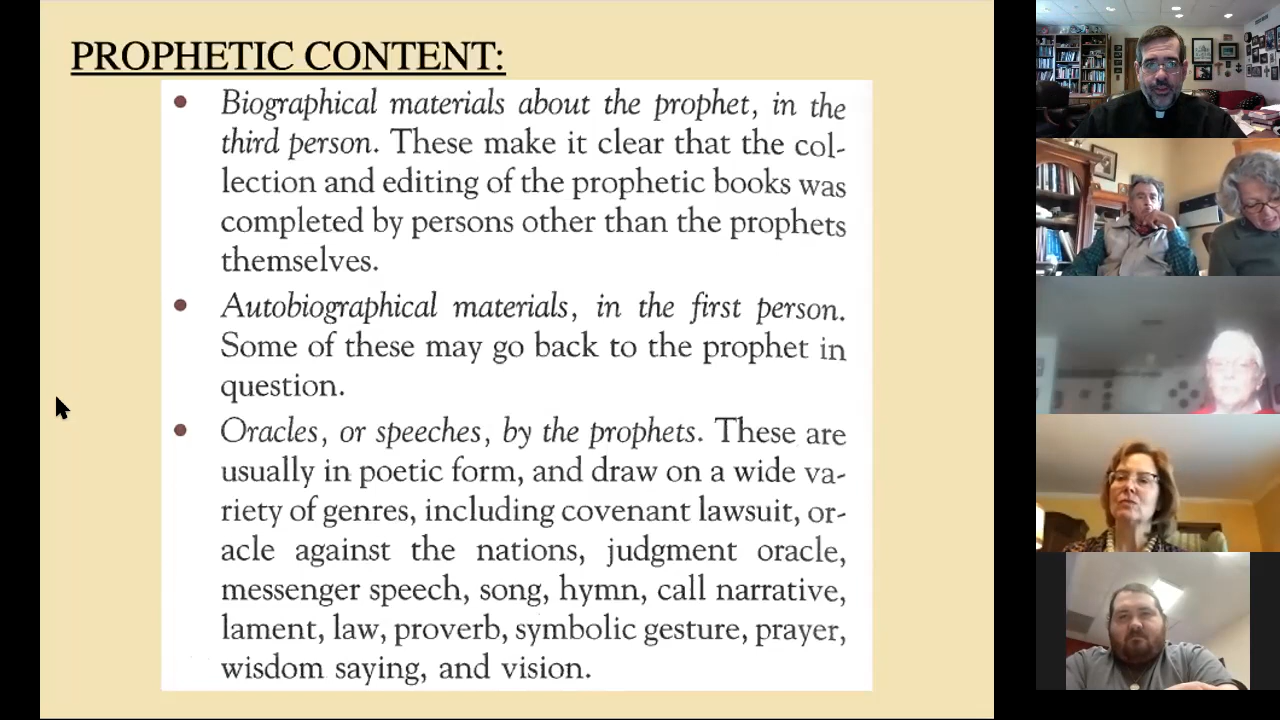 PROPHETIC CONTENT:
• Biographical materials about the prophet, in the
third person. These make it clear that the col-
lection and editing of the prophetic books was
completed by persons other than the prophets
themselves.
• Autobiographical materials, in the first person.
Some of these may go back to the prophet in
question.
• Oracles, or speeches, by the prophets. These are
usually in poetic form, and draw on a wide va-
riety of genres, including covenant lawsuit, or-
acle against the nations, judgment oracle,
messenger speech, song, hymn, call narrative,
lament, law, proverb, symbolic gesture, prayer,
wisdom saying, and vision.